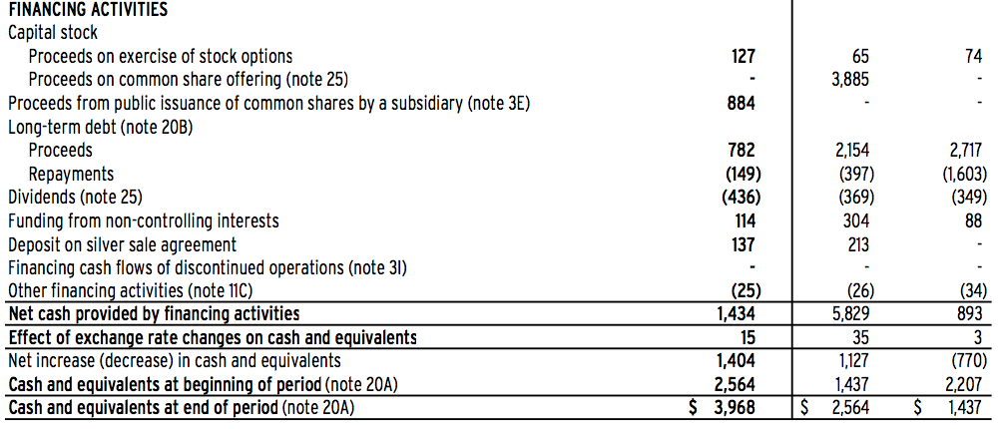 FINANCING ACTIVITIES
Capital stock
Proceeds on exercise of stock options 127 65 74
Proceeds on common share offering (note 25) - 3,885 -
Proceeds from public issuance of common shares by a subsidiary (note 3E) 884 - -
Long-term debt (note 20B)
Proceeds 782 2,154 2,717
Repayments (149) (397) (1,603)
Dividends (note 25) (436) (369) (349)
Funding from non-controlling interests 114 304 88
Deposit on silver sale agreement 137 213 -
Financing cash flows of discontinued operations (note 3I) - - -
Other financing activities (note 11C) (25) (26) (34)
Net cash provided by financing activities 1,434 5,829 893
Effect of exchange rate changes on cash and equivalents 15 35 3
Net increase (decrease) in cash and equivalents 1,404 1,127 (770)
Cash and equivalents at beginning of period (note 20A) 2,564 1,437 2,207
Cash and equivalents at end of period (note 20A) $ 3,968 $ 2,564 $ 1,437